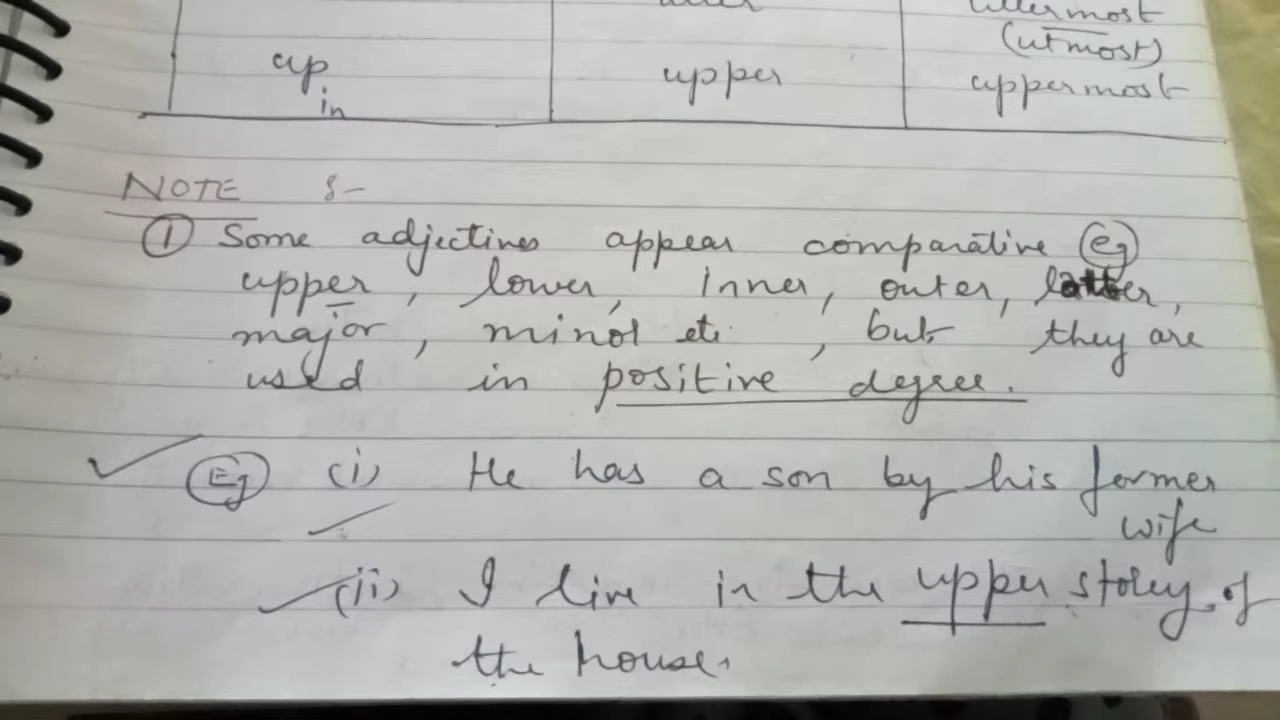 uttermost
(utmost)
up upper uppermost
in
NOTE :-
① Some adjectives appear comparative Eg
upper, lower, Inner, outer, latter,
major, minor etc, but they are
used in positive degree.
Eg (i) He has a son by his former
wife
(ii) I live in the upper storey of
the house.